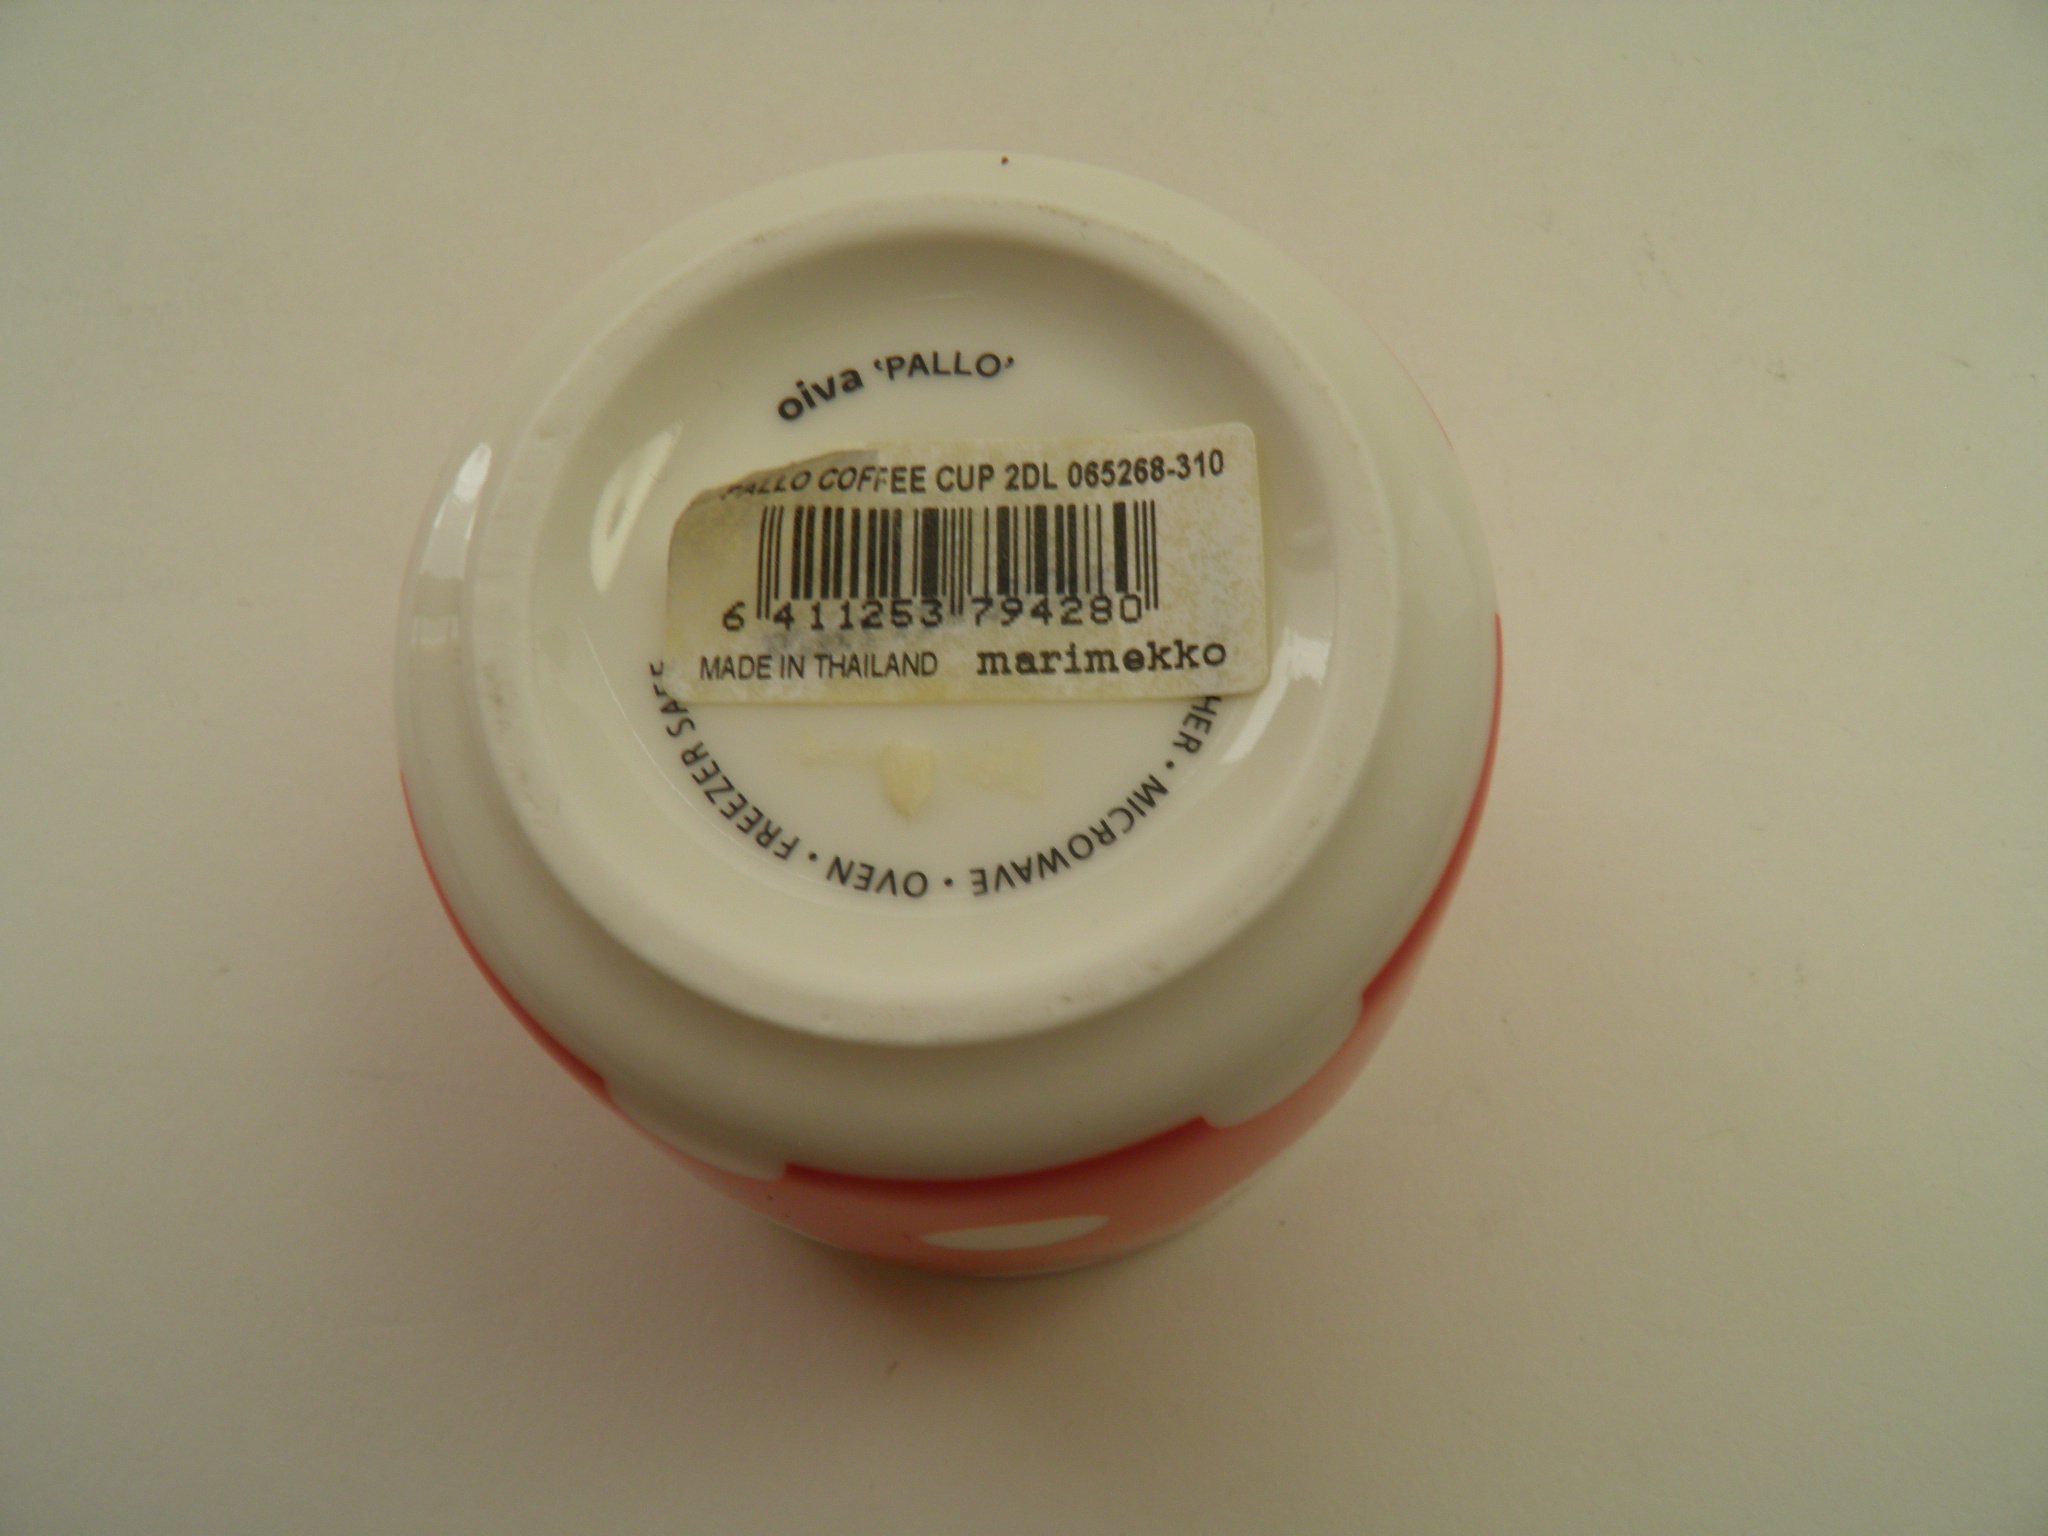 oiva ‘PALLO’
PALLO COFFEE CUP 2DL 065268-310
6 411253 794280
MADE IN THAILAND marimekko
HER • MICROWAVE • OVEN • FREEZER SAFE